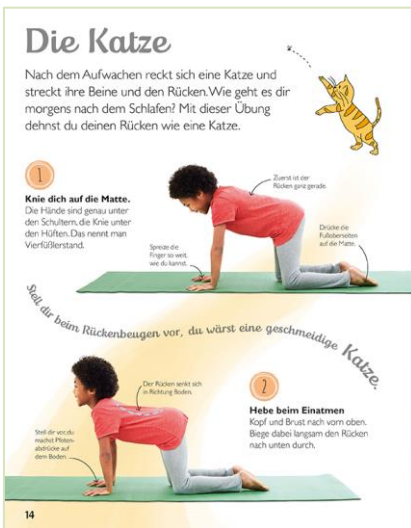 Die Katze
Nach dem Aufwachen reckt sich eine Katze und
streckt ihre Beine und den Rücken. Wie geht es dir
morgens nach dem Schlafen? Mit dieser Übung
dehnst du deinen Rücken wie eine Katze.
1
Knie dich auf die Matte.
Die Hände sind genau unter
den Schultern, die Knie unter
den Hüften. Das nennt man
Vierfüßlerstand.
Zuerst ist der
Rücken ganz gerade.
Spreize die
Finger so weit,
wie du kannst.
Drücke die
Fußoberseiten
auf die Matte.
Stell dir beim Rückenbeugen vor, du wärst eine geschmeidige Katze.
Der Rücken senkt sich
in Richtung Boden.
Stell dir vor, du
machst Pfoten-
abdrücke auf
dem Boden.
2
Hebe beim Einatmen
Kopf und Brust nach vorn oben.
Biege dabei langsam den Rücken
nach unten durch.
14